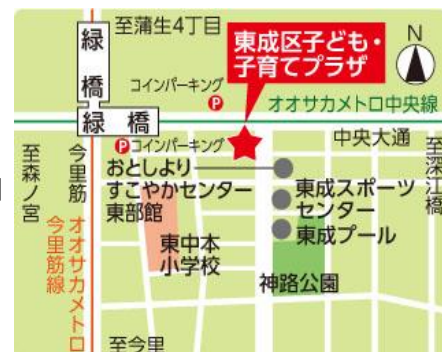 至蒲生4丁目
緑橋
東成区子ども・
子育てプラザ
N
コインパーキング
P
オオサカメトロ中央線
緑橋
P コインパーキング
中央大通
至森ノ宮
今里筋
オオサカメトロ
今里筋線
おとしより
すこやかセンター
東部館
東成スポーツ
センター
東成プール
至深江橋
東中本
小学校
神路公園
至今里